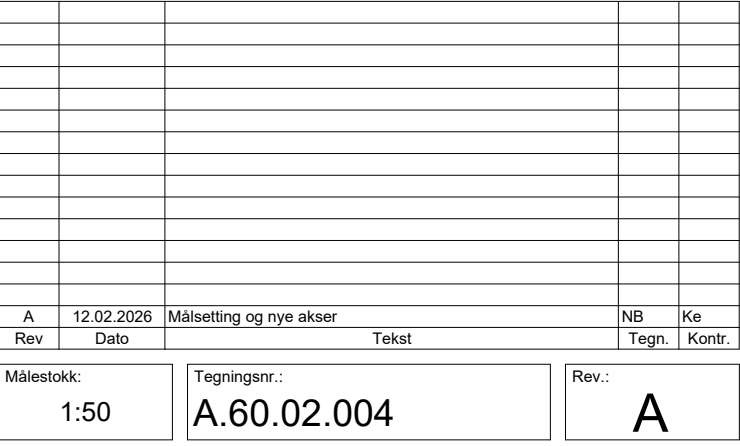 A 12.02.2026 Målsetting og nye akser NB Ke
Rev Dato Tekst Tegn. Kontr.
Målestokk: Tegningsnr.: Rev.:
1:50 A.60.02.004 A